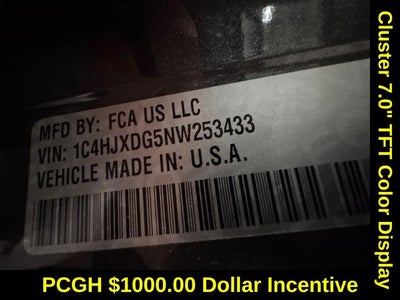 MFD BY: FCA US LLC
VIN: 1C4HJXDG5NW253433
VEHICLE MADE IN: U.S.A.
Cluster 7.0" TFT Color Display
PCGH $1000.00 Dollar Incentive